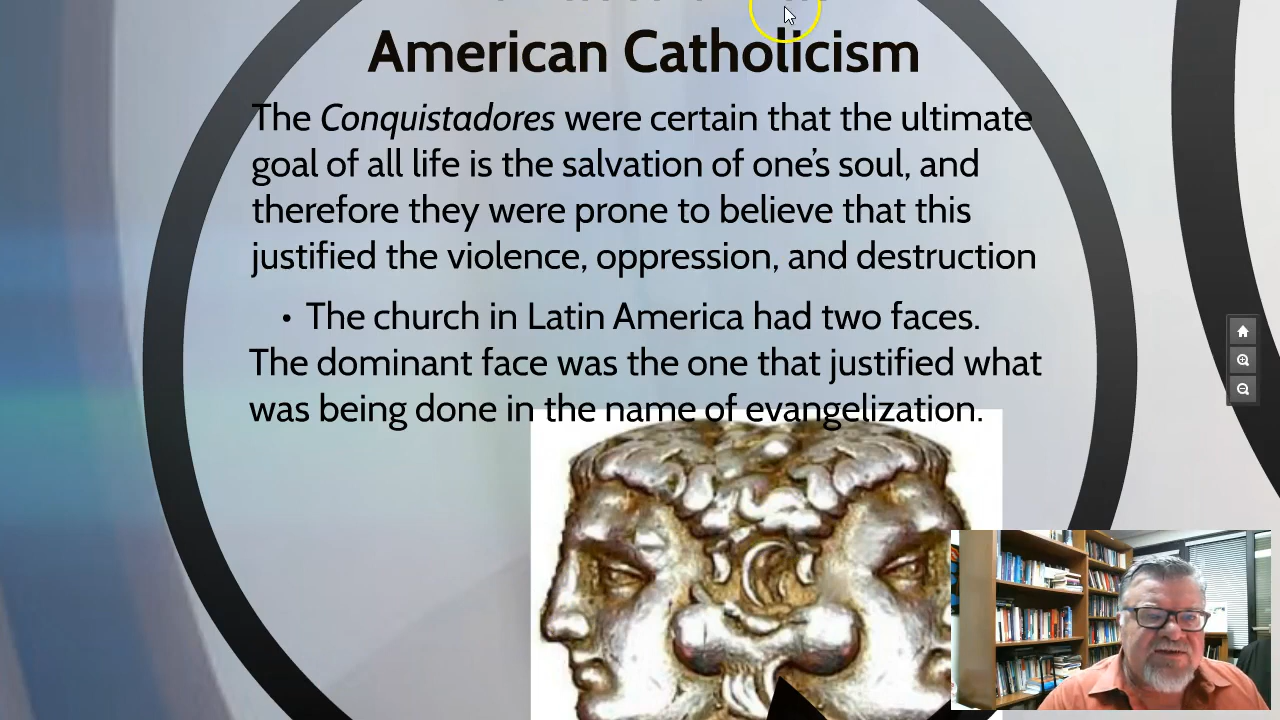 American Catholicism
The Conquistadores were certain that the ultimate
goal of all life is the salvation of one’s soul, and
therefore they were prone to believe that this
justified the violence, oppression, and destruction
• The church in Latin America had two faces.
The dominant face was the one that justified what
was being done in the name of evangelization.